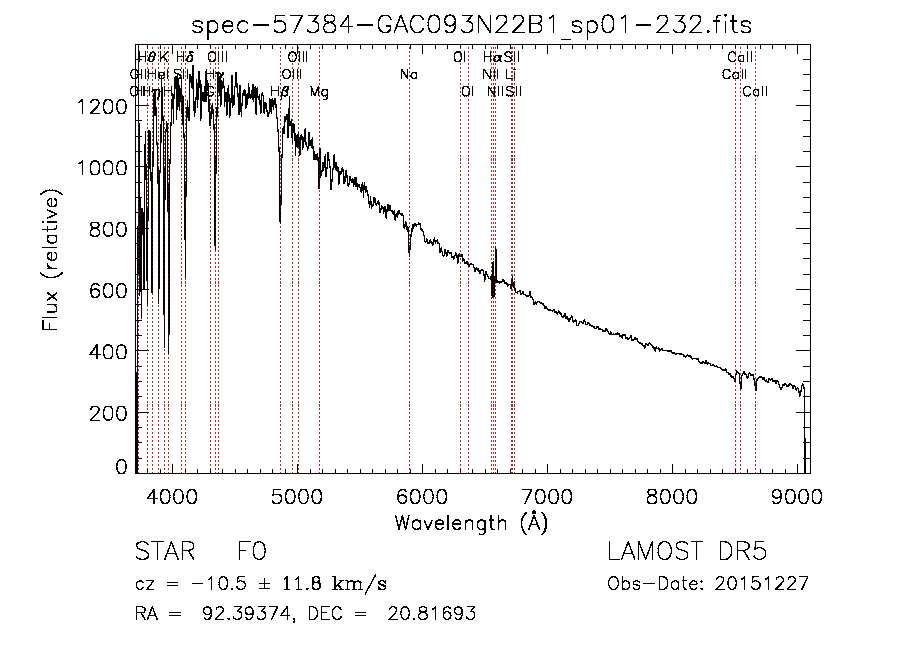 spec-57384-GAC093N22B1_sp01-232.fits
Hθ K Hδ OIII OIII OI Hα SII CaII
OII HeI SII Hγ OIII Na NII Li CaII
OII Hη H G Hβ Mg OI NII SII CaII
Flux (relative)
1200
1000
800
600
400
200
0
4000 5000 6000 7000 8000 9000
Wavelength (Å)
STAR F0 LAMOST DR5
cz = -10.5 ± 11.8 km/s Obs-Date: 20151227
RA = 92.39374, DEC = 20.81693